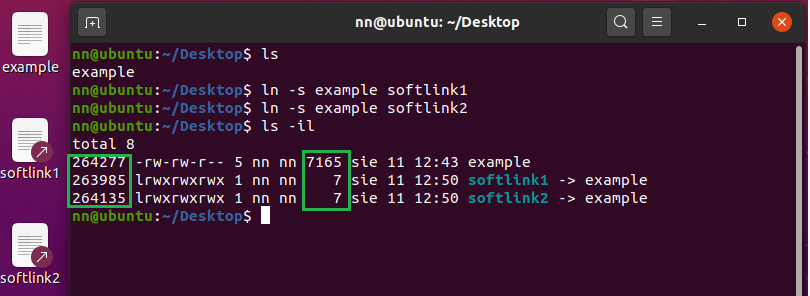 example
softlink1
softlink2
nn@ubuntu: ~/Desktop
nn@ubuntu:~/Desktop$ ls
example
nn@ubuntu:~/Desktop$ ln -s example softlink1
nn@ubuntu:~/Desktop$ ln -s example softlink2
nn@ubuntu:~/Desktop$ ls -il
total 8
264277 -rw-rw-r-- 5 nn nn 7165 sie 11 12:43 example
263985 lrwxrwxrwx 1 nn nn    7 sie 11 12:50 softlink1 -> example
264135 lrwxrwxrwx 1 nn nn    7 sie 11 12:50 softlink2 -> example
nn@ubuntu:~/Desktop$